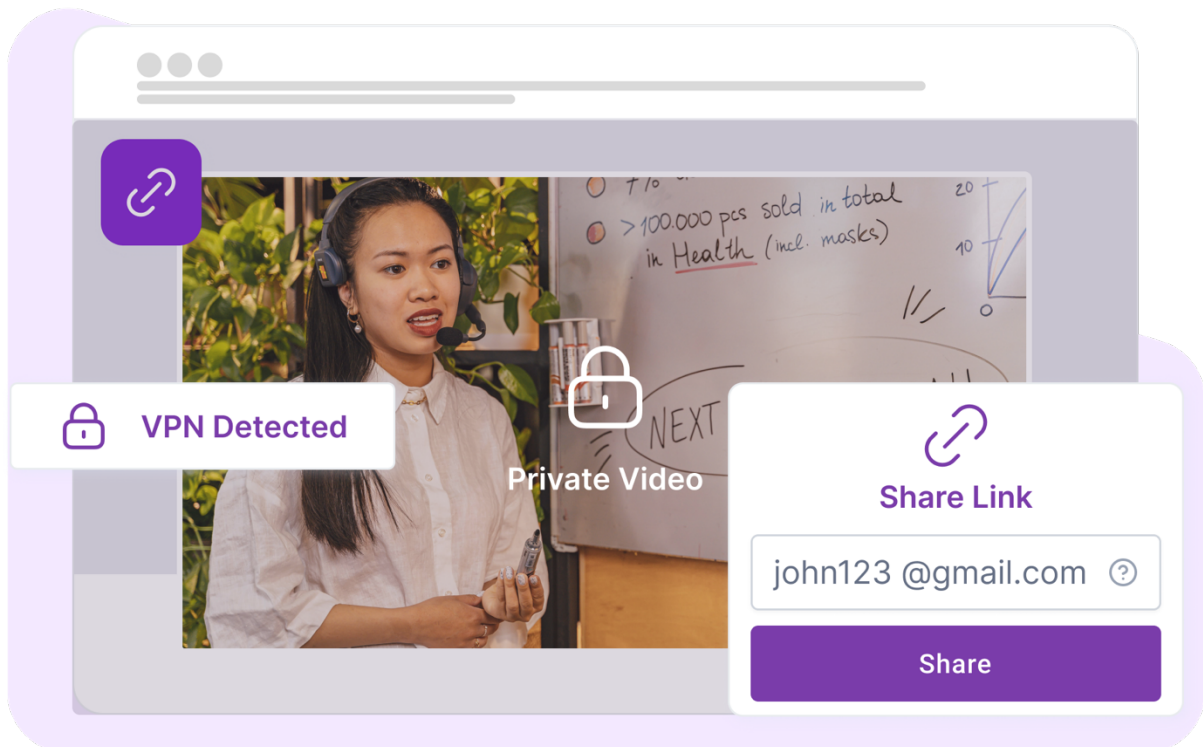 >100.000 pcs sold in total
in Health (incl. masks)
20
10
0
NEXT
VPN Detected
Private Video
Share Link
john123 @gmail.com
Share